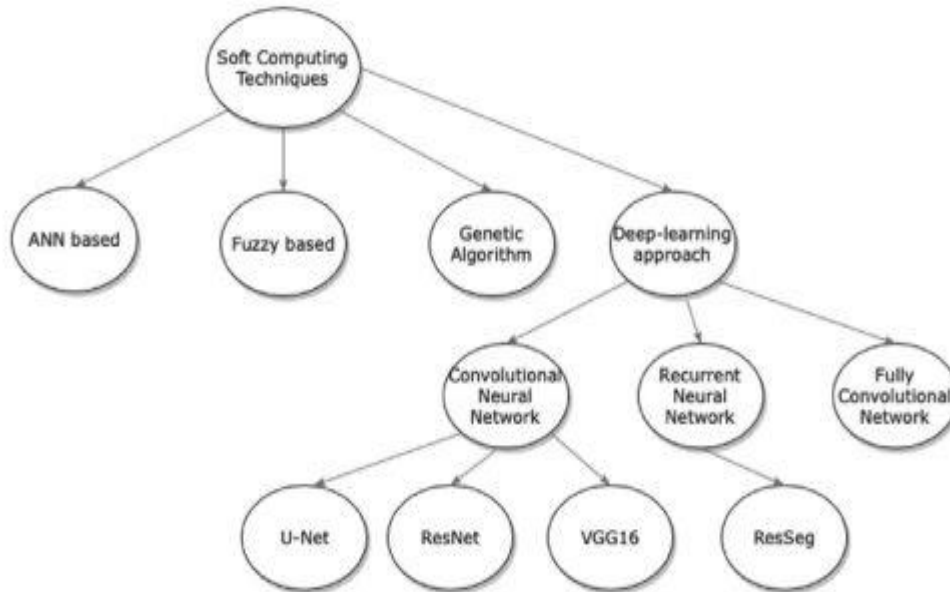 Soft Computing
Techniques
ANN based
Fuzzy based
Genetic
Algorithm
Deep-learning
approach
Convolutional
Neural
Network
Recurrent
Neural
Network
Fully
Convolutional
Network
U-Net
ResNet
VGG16
ResSeg